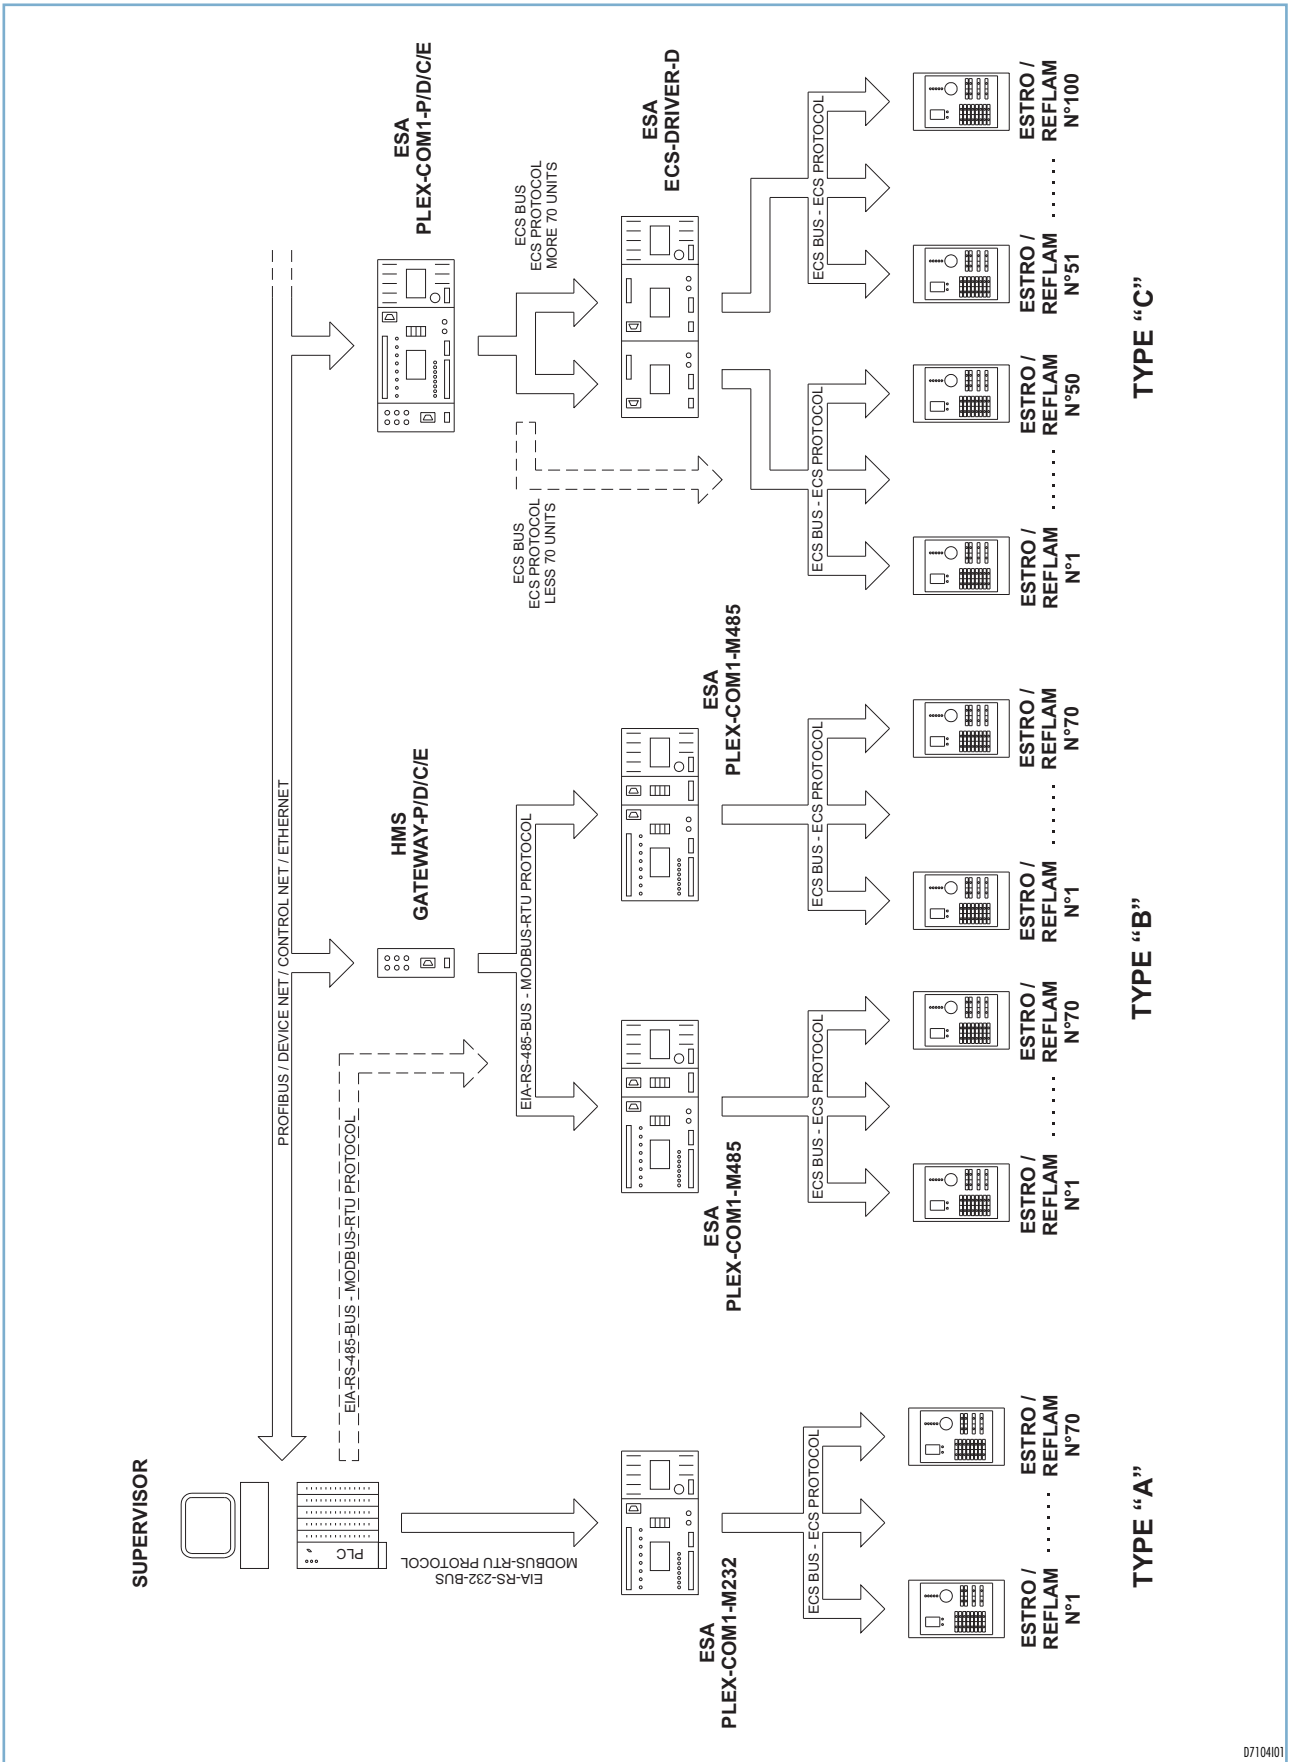 SUPERVISOR
PLC
PROFIBUS / DEVICE NET / CONTROL NET / ETHERNET
EIA-RS-485-BUS - MODBUS-RTU PROTOCOL
EIA-RS-232-BUS
MODBUS-RTU PROTOCOL
ESA
PLEX-COM1-M232
ECS BUS - ECS PROTOCOL
ESTRO /
REFLAM
N°1
......
ESTRO /
REFLAM
N°70
TYPE “A”
HMS
GATEWAY-P/D/C/E
EIA-RS-485-BUS - MODBUS-RTU PROTOCOL
ESA
PLEX-COM1-M485
ECS BUS - ECS PROTOCOL
ESTRO /
REFLAM
N°1
......
ESTRO /
REFLAM
N°70
ESA
PLEX-COM1-M485
ECS BUS - ECS PROTOCOL
ESTRO /
REFLAM
N°1
......
ESTRO /
REFLAM
N°70
TYPE “B”
ESA
PLEX-COM1-P/D/C/E
ECS BUS
ECS PROTOCOL
LESS 70 UNITS
ECS BUS
ECS PROTOCOL
MORE 70 UNITS
ESA
ECS-DRIVER-D
ECS BUS - ECS PROTOCOL
ESTRO /
REFLAM
N°1
......
ESTRO /
REFLAM
N°50
ECS BUS - ECS PROTOCOL
ESTRO /
REFLAM
N°51
......
ESTRO /
REFLAM
N°100
TYPE “C”
D7104I01